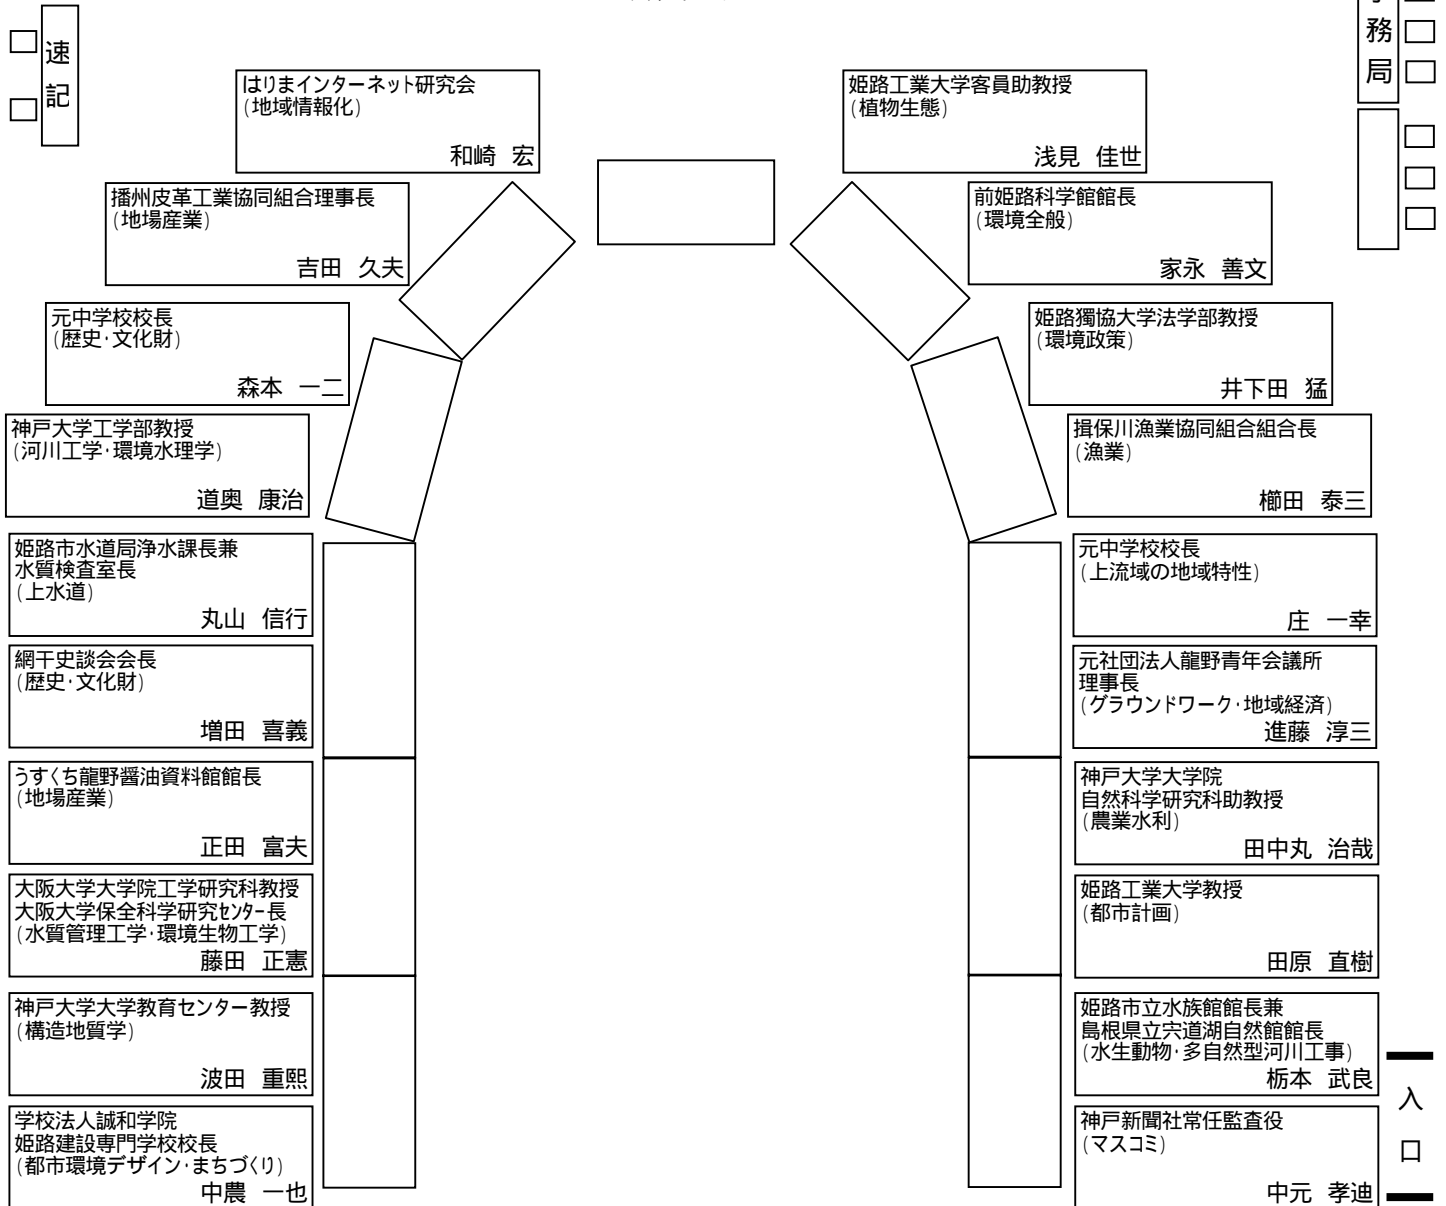 速
記
務
局
はりまインターネット研究会
(地域情報化)
和崎 宏
播州皮革工業協同組合理事長
(地場産業)
吉田 久夫
元中学校校長
(歴史・文化財)
森本 一二
神戸大学工学部教授
(河川工学・環境水理学)
道奥 康治
姫路市水道局浄水課長兼
水質検査室長
(上水道)
丸山 信行
網干史談会会長
(歴史・文化財)
増田 喜義
うすくち龍野醤油資料館館長
(地場産業)
正田 富夫
大阪大学大学院工学研究科教授
大阪大学保全科学研究センター長
(水質管理工学・環境生物工学)
藤田 正憲
神戸大学大学教育センター教授
(構造地質学)
波田 重熙
学校法人誠和学院
姫路建設専門学校校長
(都市環境デザイン・まちづくり)
中農 一也
姫路工業大学客員助教授
(植物生態)
浅見 佳世
前姫路科学館館長
(環境全般)
家永 善文
姫路獨協大学法学部教授
(環境政策)
井下田 猛
揖保川漁業協同組合組合長
(漁業)
櫛田 泰三
元中学校校長
(上流域の地域特性)
庄 一幸
元社団法人龍野青年会議所
理事長
(グラウンドワーク・地域経済)
進藤 淳三
神戸大学大学院
自然科学研究科助教授
(農業水利)
田中丸 治哉
姫路工業大学教授
(都市計画)
田原 直樹
姫路市立水族館館長兼
島根県立宍道湖自然館館長
(水生動物・多自然型河川工事)
栃本 武良
神戸新聞社常任監査役
(マスコミ)
中元 孝迪
入
口